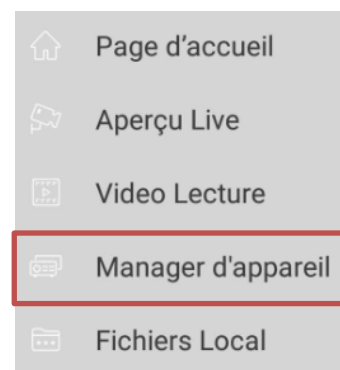 Page d’accueil
Aperçu Live
Video Lecture
Manager d'appareil
Fichiers Local